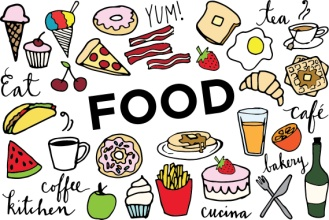 YUM!
tea
Eat
FOOD
café
coffee
kitchen
cucina
bakery